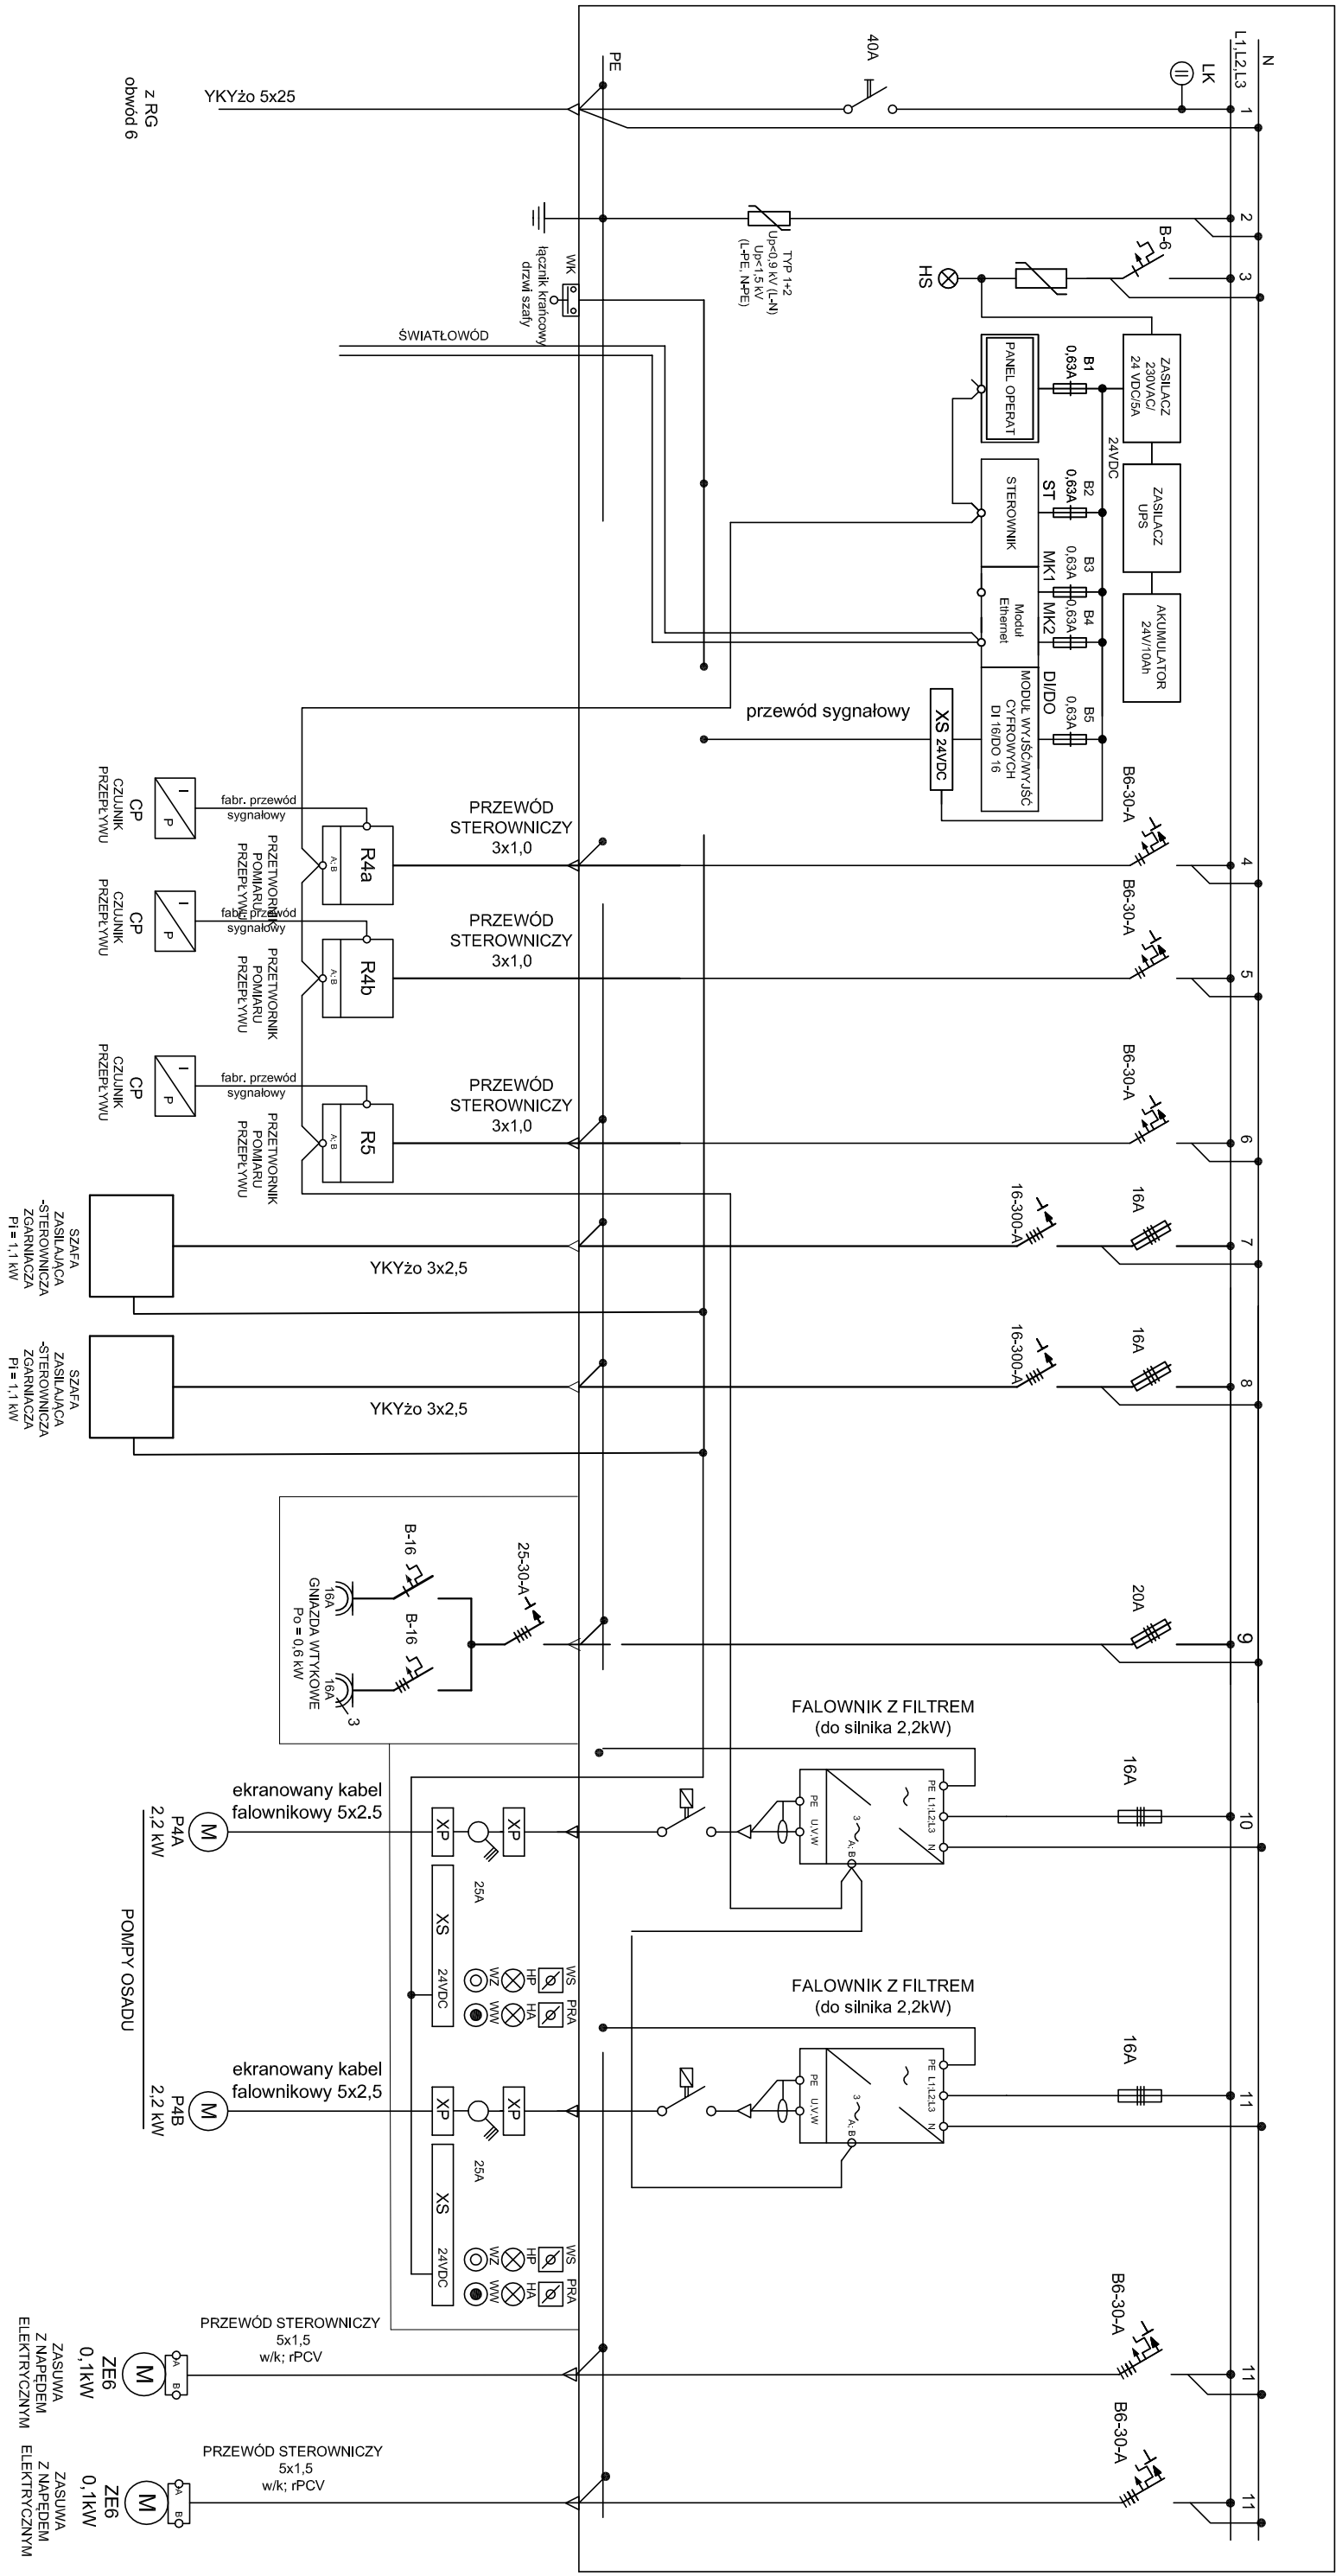 N
L1,L2,L3
LK
1
40A
PE
YKYżo 5x25
z RG
obwód 6
2
TYP 1+2
Up<0,9 kV (L-N)
Up<1,5 kV
(L-PE, N-PE)
WK
łącznik krańcowy
drzwi szafy
ŚWIATŁOWÓD
3
B-6
HS
ZASILACZ
230VAC/
24 VDC/5A
ZASILACZ
UPS
AKUMULATOR
24V/10Ah
24VDC
B1
0,63A
B2
0,63A
B3
0,63A
B4
0,63A
B5
0,63A
PANEL OPERAT
ST
STEROWNIK
MK1
MK2
Moduł
Ethernet
DI/DO
MODUŁ WYJŚĆ/WYJŚĆ
CYFROWYCH
DI 16/DO 16
XS 24VDC
przewód sygnałowy
4
B6-30-A
PRZEWÓD
STEROWNICZY
3x1,0
R4a
A; B
PRZETWORNIK
POMIARU
PRZEPŁYWU
fabr. przewód
sygnałowy
I
P
CP
CZUJNIK
PRZEPŁYWU
5
B6-30-A
PRZEWÓD
STEROWNICZY
3x1,0
R4b
A; B
PRZETWORNIK
POMIARU
PRZEPŁYWU
fabr. przewód
sygnałowy
I
P
CP
CZUJNIK
PRZEPŁYWU
6
B6-30-A
PRZEWÓD
STEROWNICZY
3x1,0
R5
A; B
PRZETWORNIK
POMIARU
PRZEPŁYWU
fabr. przewód
sygnałowy
I
P
CP
CZUJNIK
PRZEPŁYWU
7
16A
16-300-A
YKYżo 3x2,5
SZAFA
ZASILAJĄCA
-STEROWNICZA
ZGARNIACZA
Pi = 1,1 kW
8
16A
16-300-A
YKYżo 3x2,5
SZAFA
ZASILAJĄCA
-STEROWNICZA
ZGARNIACZA
Pi = 1,1 kW
9
20A
25-30-A
B-16
B-16
16A
16A
3
GNIAZDA WTYKOWE
Po = 0,6 kW
10
16A
FALOWNIK Z FILTREM
(do silnika 2,2kW)
PE L1;L2;L3 N
3
A; B
PE U,V,W
XP
XP
25A
XS 24VDC
WS PRA
HP HA
WZ WW
ekranowany kabel
falownikowy 5x2.5
M
P4A
2,2 kW
POMPY OSADU
11
16A
FALOWNIK Z FILTREM
(do silnika 2,2kW)
PE L1;L2;L3 N
3
A; B
PE U,V,W
XP
XP
25A
XS 24VDC
WS PRA
HP HA
WZ WW
ekranowany kabel
falownikowy 5x2,5
M
P4B
2,2 kW
11
B6-30-A
PRZEWÓD STEROWNICZY
5x1,5
w/k; rPCV
A B
M
ZE6
0,1kW
ZASUWA
Z NAPĘDEM
ELEKTRYCZNYM
11
B6-30-A
PRZEWÓD STEROWNICZY
5x1,5
w/k; rPCV
A B
M
ZE6
0,1kW
ZASUWA
Z NAPĘDEM
ELEKTRYCZNYM